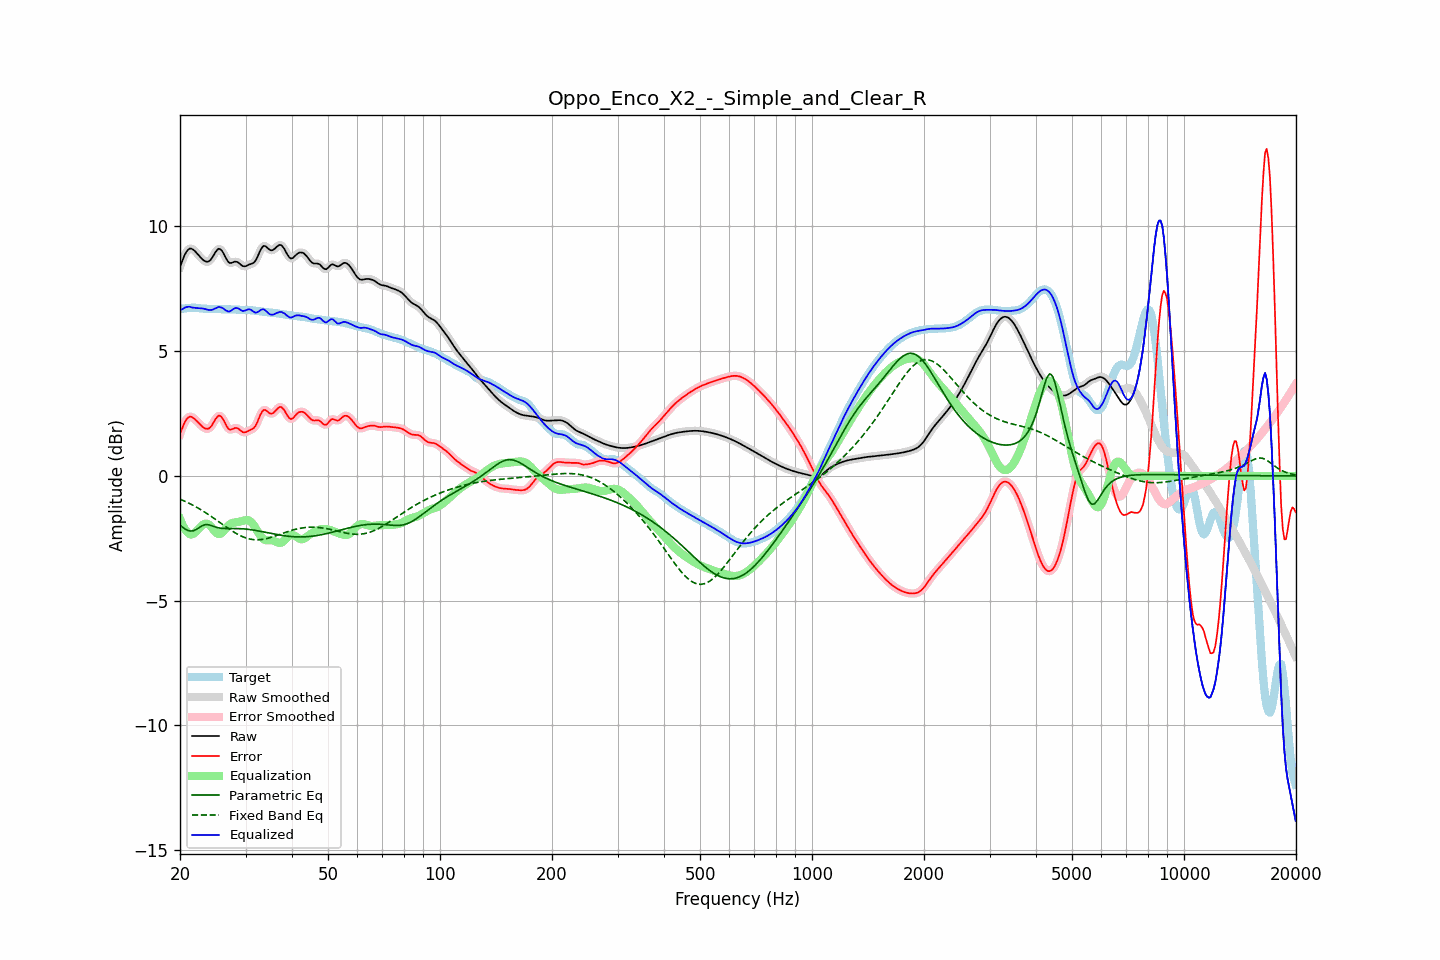 Oppo_Enco_X2_-_Simple_and_Clear_R
Amplitude (dBr)
10
5
0
−5
−10
−15
Target
Raw Smoothed
Error Smoothed
Raw
Error
Equalization
Parametric Eq
Fixed Band Eq
Equalized
20 50 100 200 500 1000 2000 5000 10000 20000
Frequency (Hz)